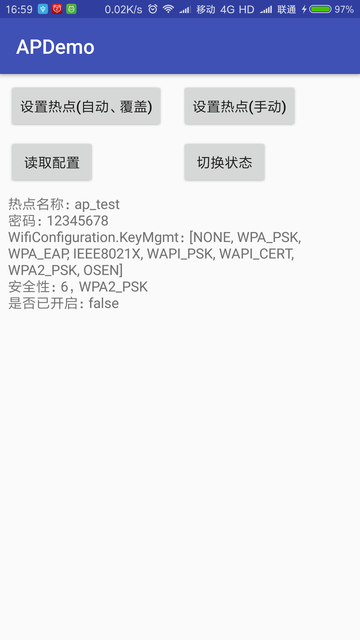 16:59 0.02K/s 移动 4G HD 联通 97%
APDemo
设置热点(自动、覆盖) 设置热点(手动)
读取配置 切换状态
热点名称：ap_test
密码：12345678
WifiConfiguration.KeyMgmt：[NONE, WPA_PSK,
WPA_EAP, IEEE8021X, WAPI_PSK, WAPI_CERT,
WPA2_PSK, OSEN]
安全性：6，WPA2_PSK
是否已开启：false